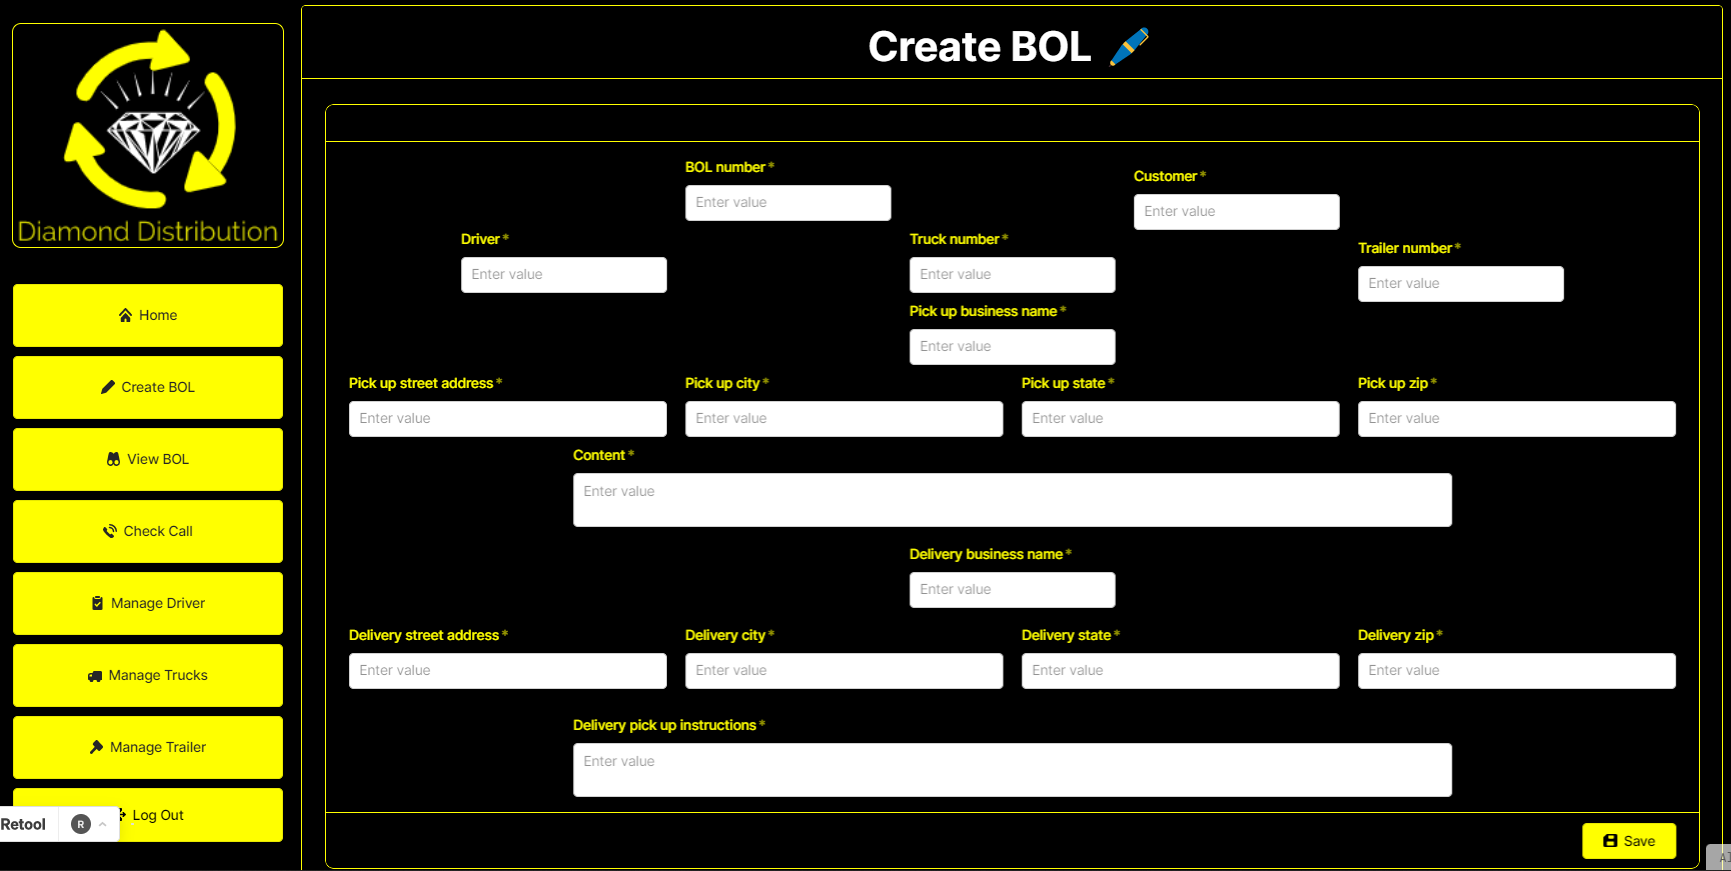 Diamond Distribution
Home
Create BOL
View BOL
Check Call
Manage Driver
Manage Trucks
Manage Trailer
Log Out
Retool
R
Create BOL
BOL number *
Enter value
Customer *
Enter value
Driver *
Enter value
Truck number *
Enter value
Trailer number *
Enter value
Pick up business name *
Enter value
Pick up street address *
Enter value
Pick up city *
Enter value
Pick up state *
Enter value
Pick up zip *
Enter value
Content *
Enter value
Delivery business name *
Enter value
Delivery street address *
Enter value
Delivery city *
Enter value
Delivery state *
Enter value
Delivery zip *
Enter value
Delivery pick up instructions *
Enter value
Save